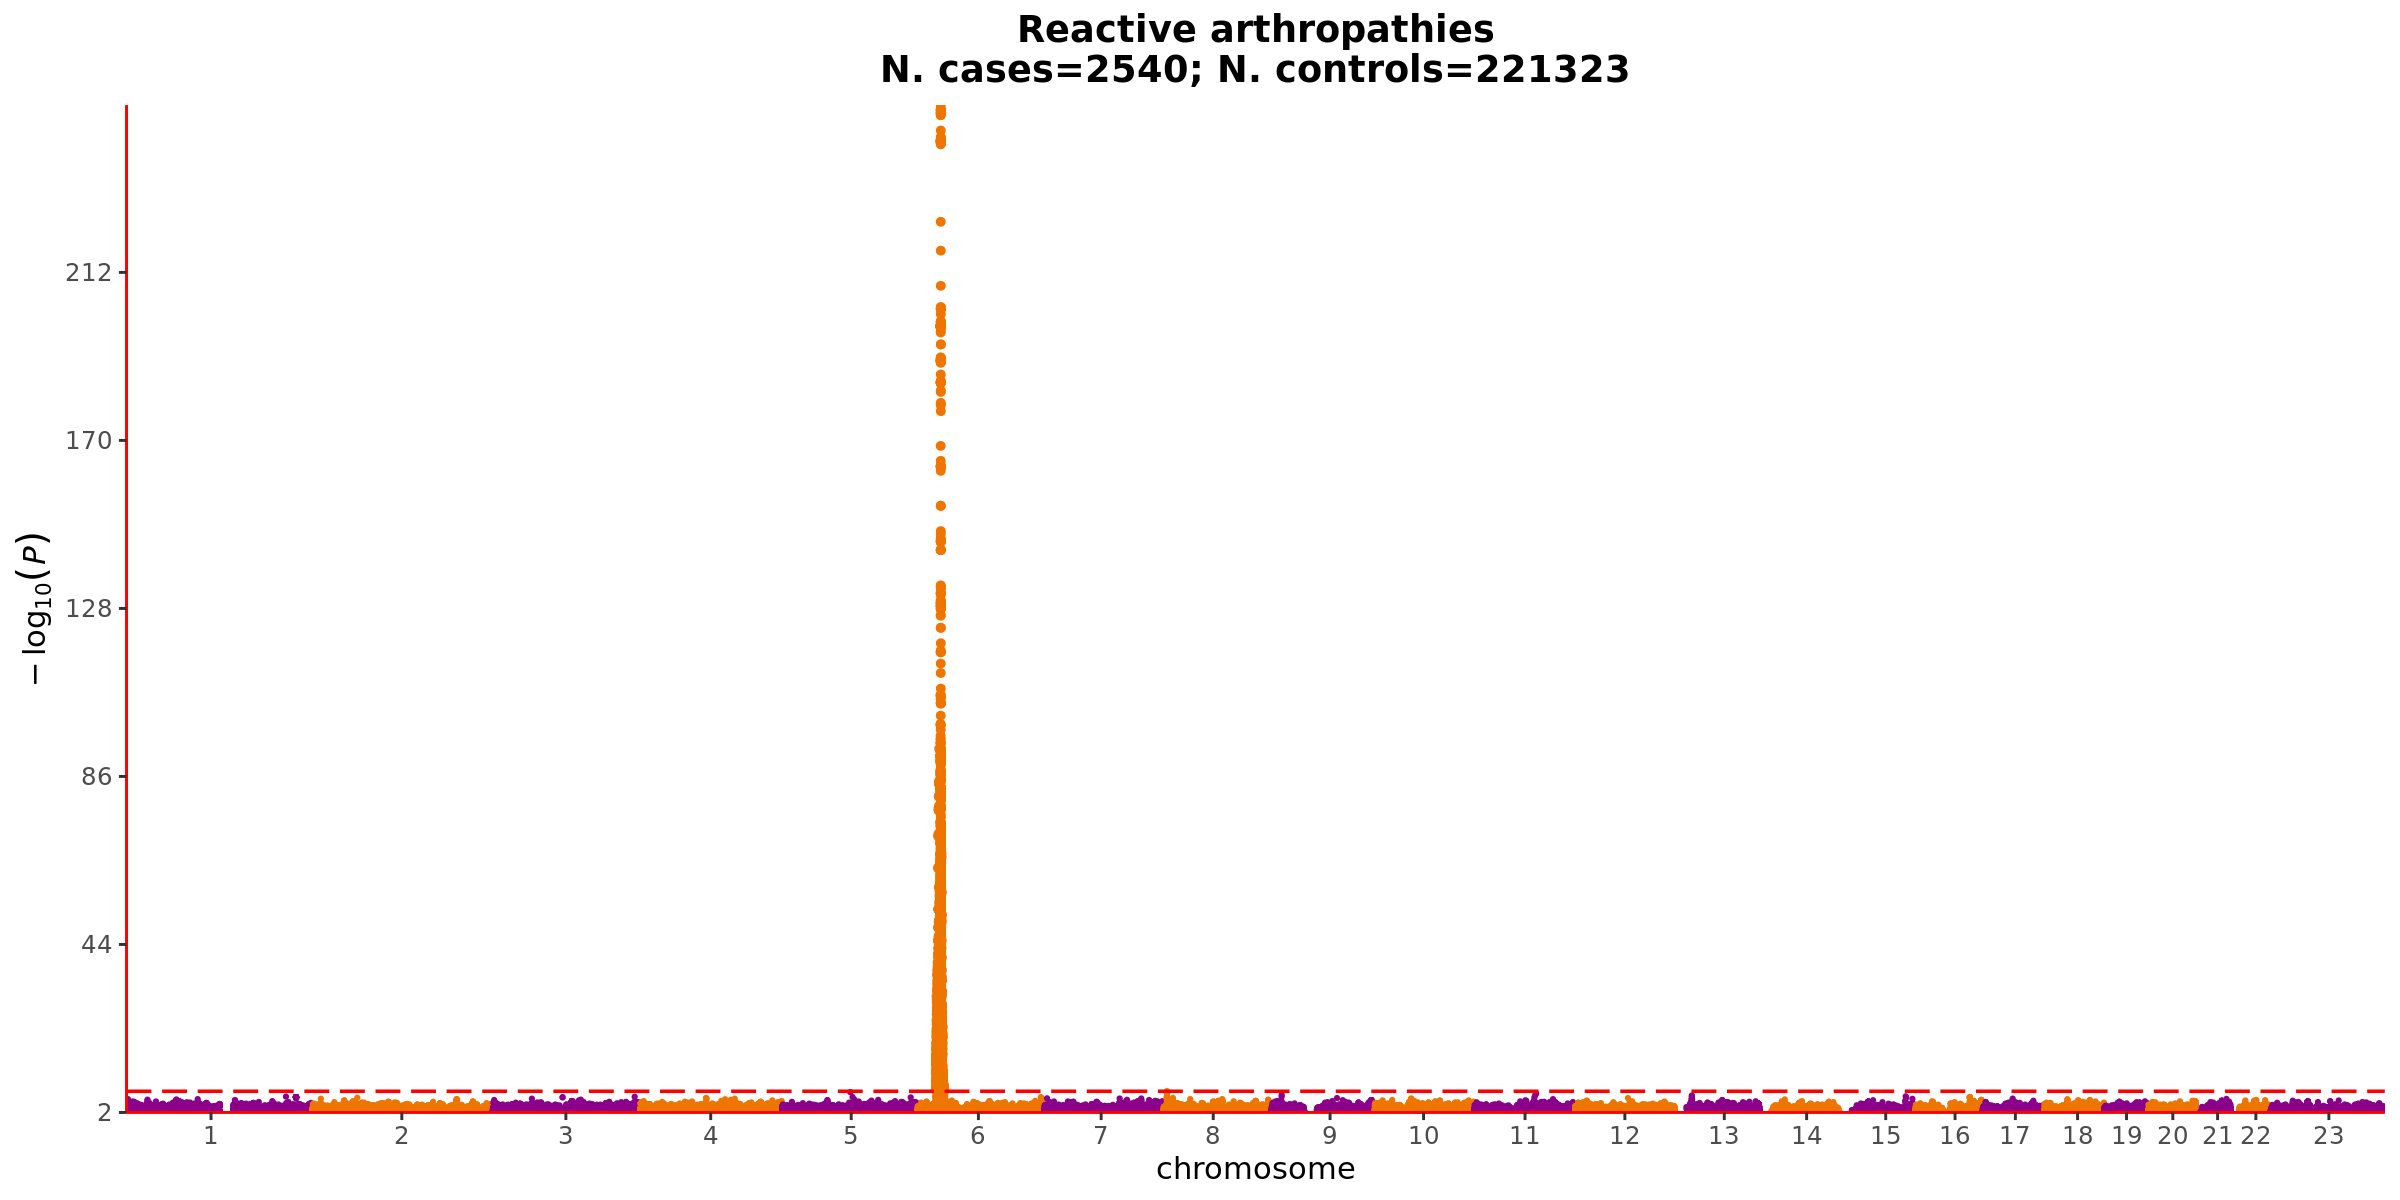 Reactive arthropathies
N. cases=2540; N. controls=221323
− log10(P)
212
170
128
86
44
2
1 2 3 4 5 6 7 8 9 10 11 12 13 14 15 16 17 18 19 20 21 22 23
chromosome